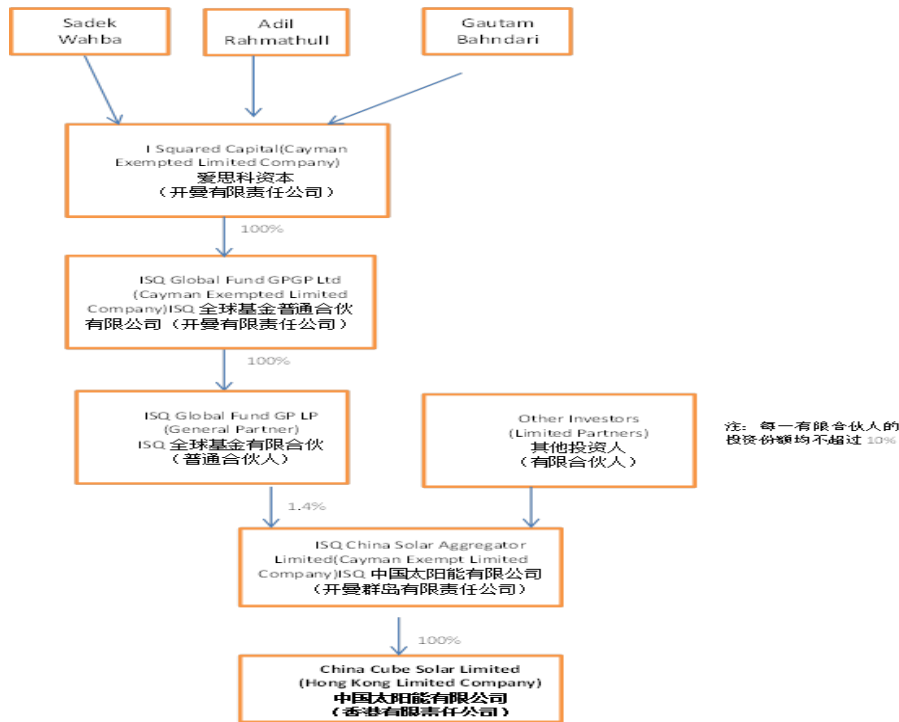 Sadek
Wahba
Adil
Rahmathull
Gautam
Bahndari
I Squared Capital(Cayman
Exempted Limited Company)
爱思科资本
（开曼有限责任公司）
100%
ISQ Global Fund GPGP Ltd
(Cayman Exempted Limited
Company)ISQ 全球基金普通合伙
有限公司（开曼有限责任公司）
100%
ISQ Global Fund GP LP
(General Partner)
ISQ 全球基金有限合伙
（普通合伙人）
Other Investors
(Limited Partners)
其他投资人
（有限合伙人）
注： 每一有限合伙人的
投资份额均不超过 10%
1.4%
ISQ China Solar Aggregator
Limited(Cayman Exempt Limited
Company)ISQ 中国太阳能有限公司
（开曼群岛有限责任公司）
100%
China Cube Solar Limited
(Hong Kong Limited Company)
中国太阳能有限公司
（香港有限责任公司）